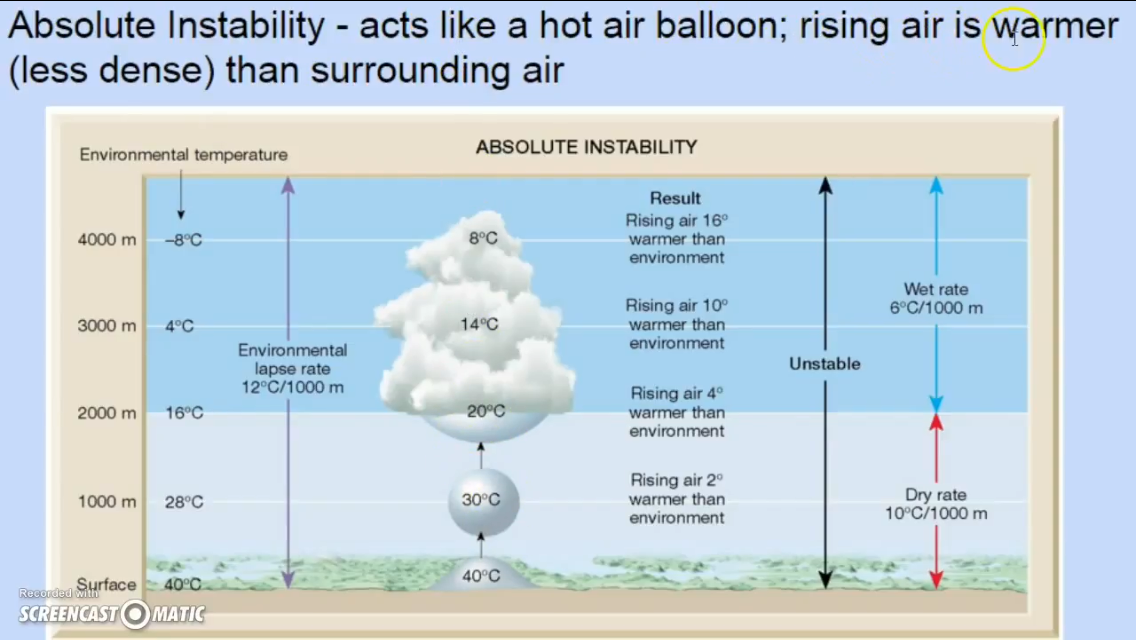 Absolute Instability - acts like a hot air balloon; rising air is warmer
(less dense) than surrounding air
ABSOLUTE INSTABILITY
Environmental temperature
4000 m
–8°C
3000 m
4°C
2000 m
16°C
1000 m
28°C
Surface
40°C
Environmental
lapse rate
12°C/1000 m
8°C
14°C
20°C
30°C
40°C
Result
Rising air 16°
warmer than
environment
Rising air 10°
warmer than
environment
Rising air 4°
warmer than
environment
Rising air 2°
warmer than
environment
Unstable
Wet rate
6°C/1000 m
Dry rate
10°C/1000 m
Recorded with
SCREENCAST MATIC